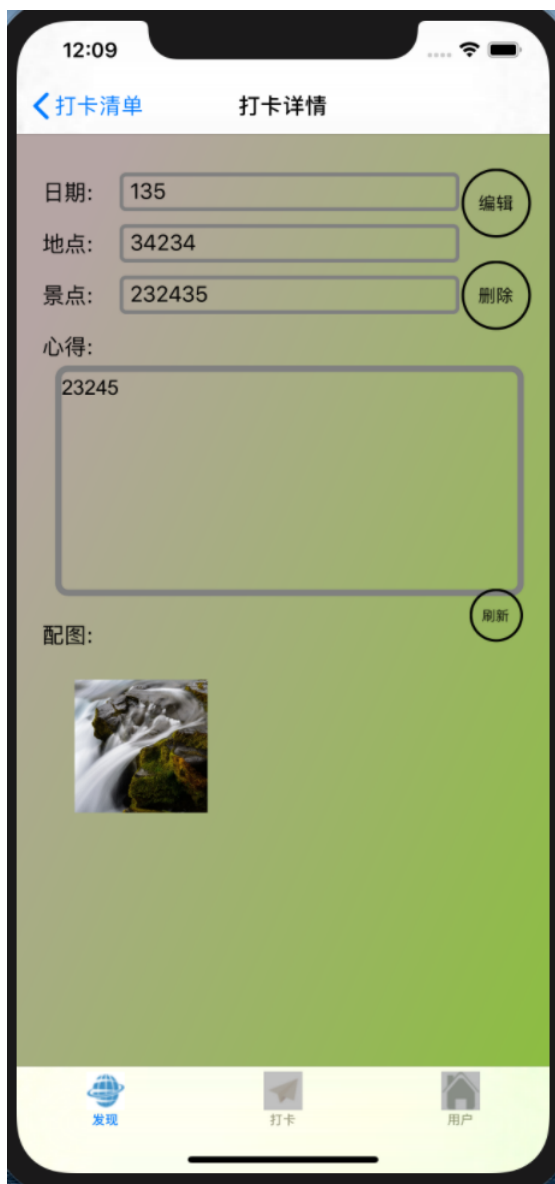 12:09
打卡清单 打卡详情
日期: 135 编辑
地点: 34234
景点: 232435 删除
心得:
23245
刷新
配图:
发现 打卡 用户